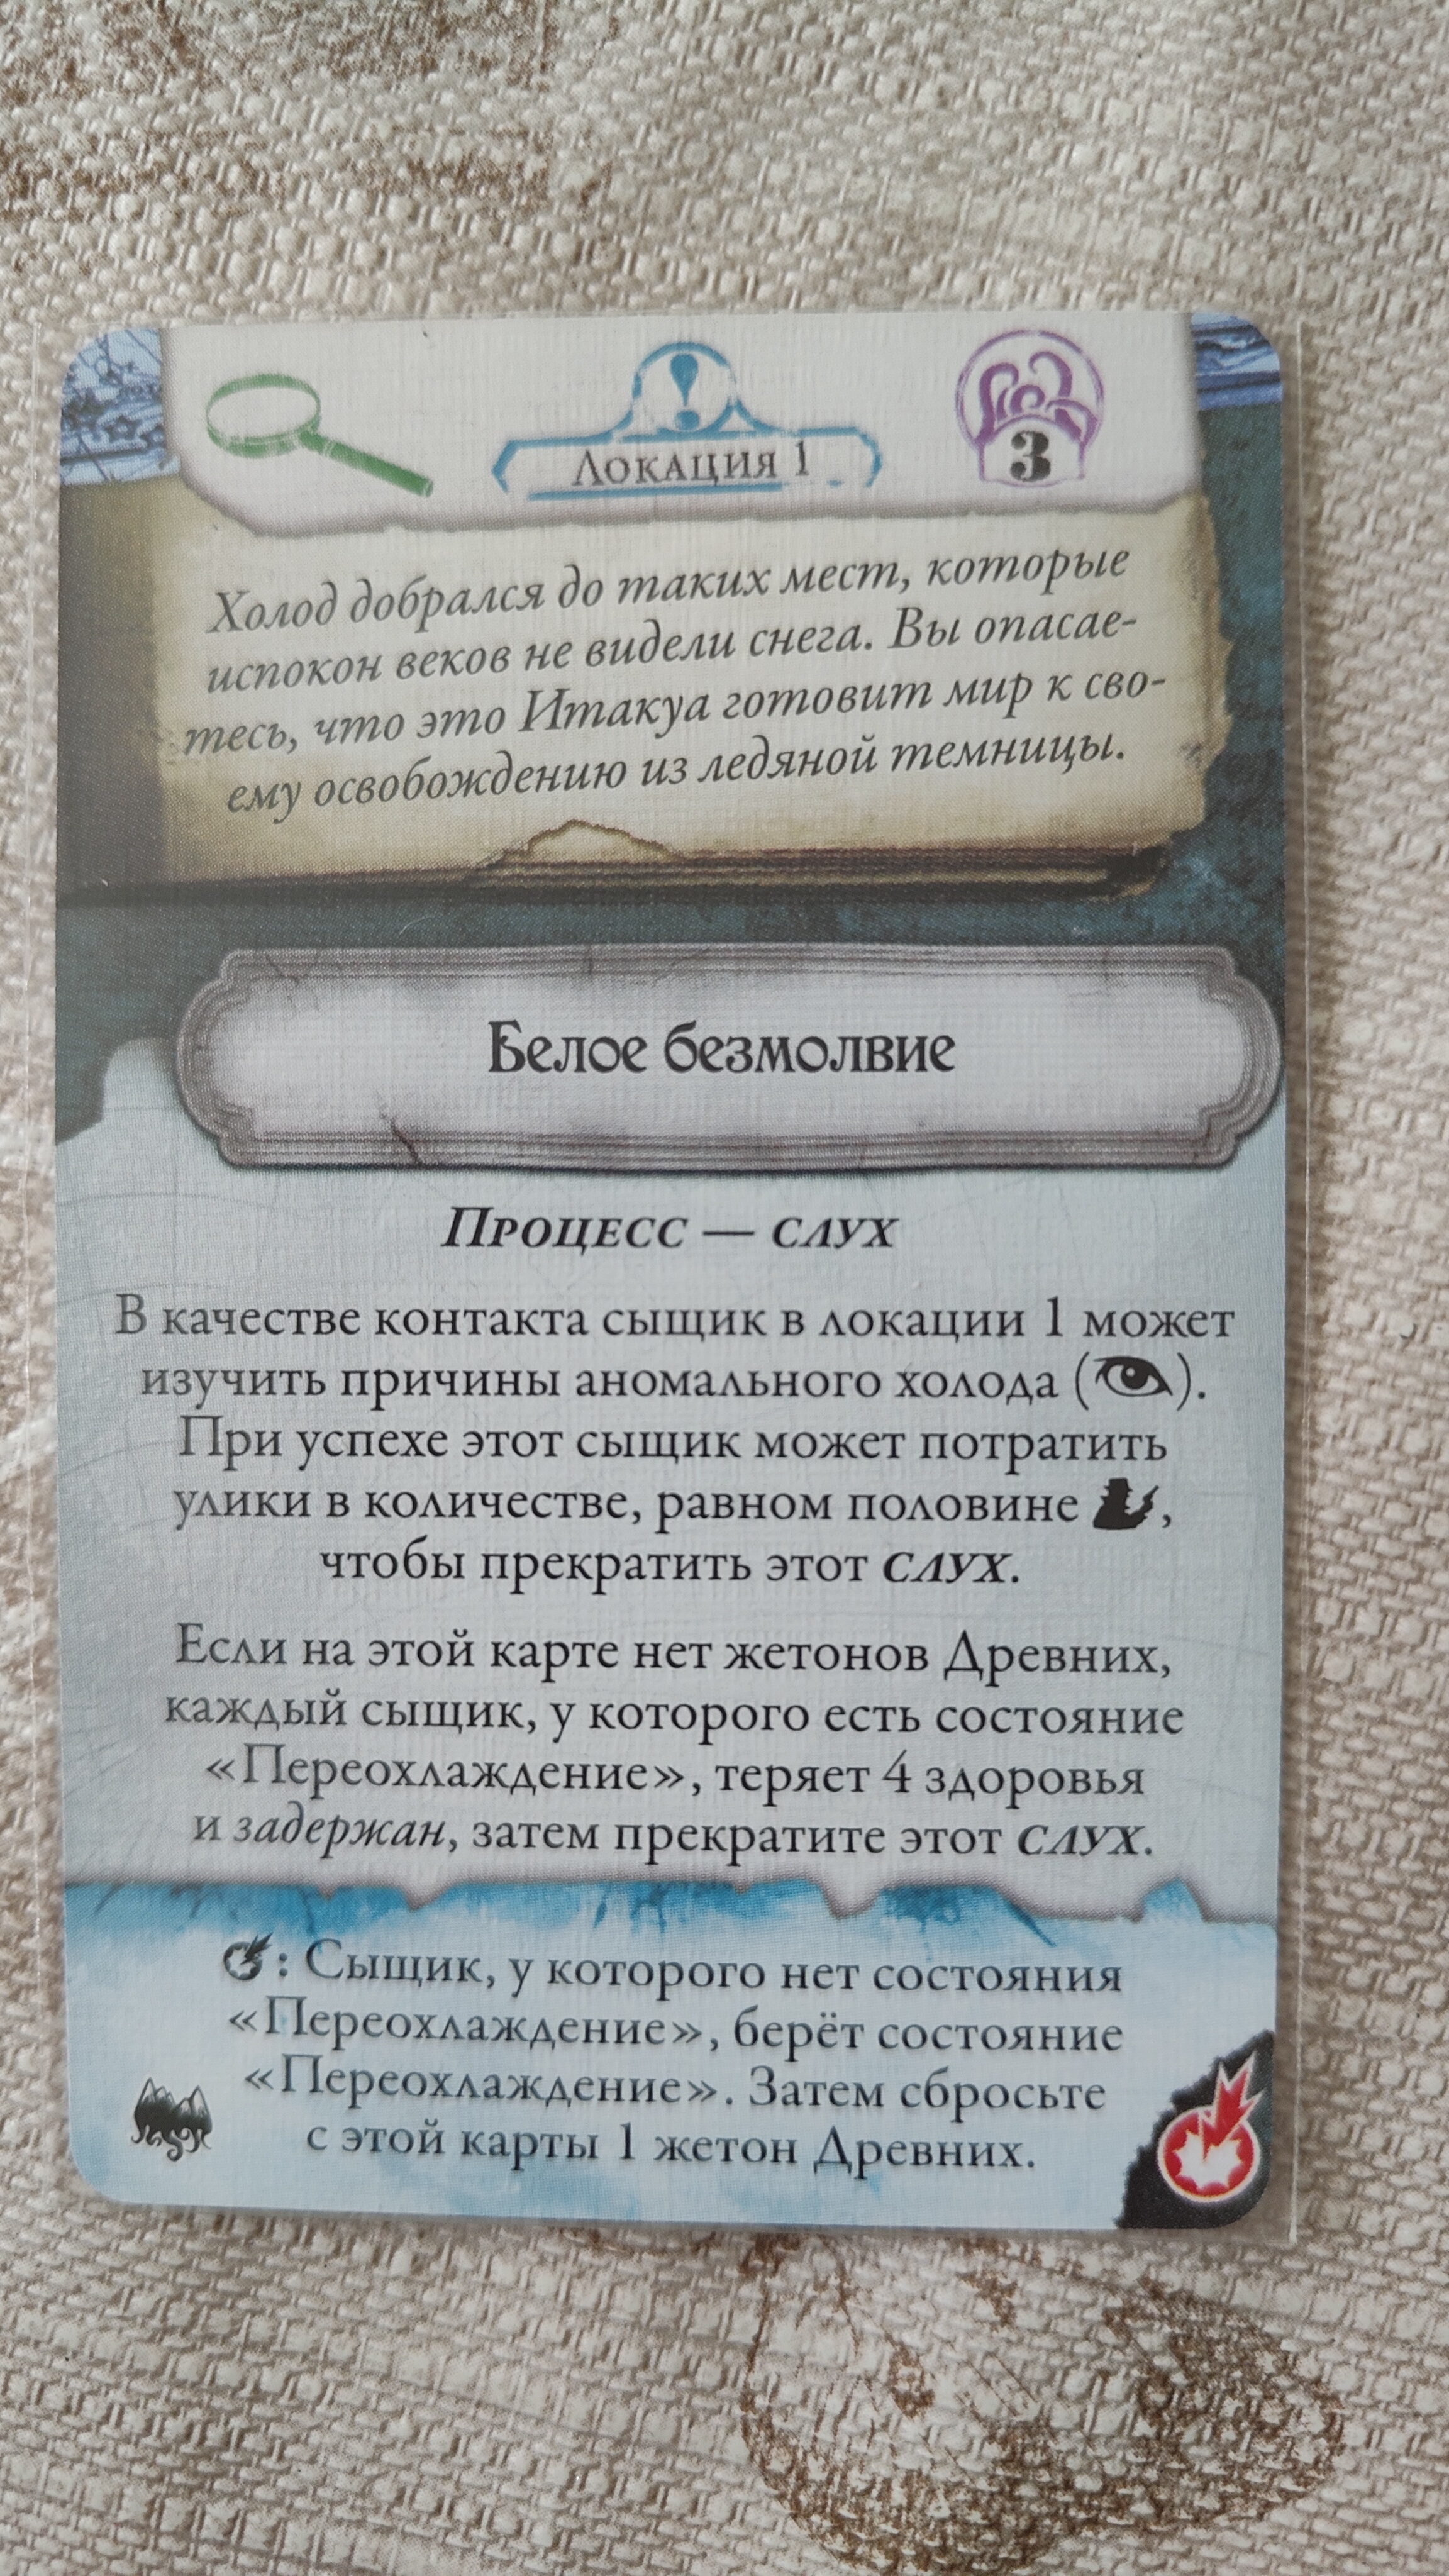 Локация 1
3
Холод добрался до таких мест, которые
испокон веков не видели снега. Вы опасае-
тесь, что это Итакуа готовит мир к сво-
ему освобождению из ледяной темницы.
Белое безмолвие
Процесс — слух
В качестве контакта сыщик в локации 1 может
изучить причины аномального холода ( ).
При успехе этот сыщик может потратить
улики в количестве, равном половине ,
чтобы прекратить этот слух.
Если на этой карте нет жетонов Древних,
каждый сыщик, у которого есть состояние
«Переохлаждение», теряет 4 здоровья
и задержан, затем прекратите этот слух.
: Сыщик, у которого нет состояния
«Переохлаждение», берёт состояние
«Переохлаждение». Затем сбросьте
с этой карты 1 жетон Древних.